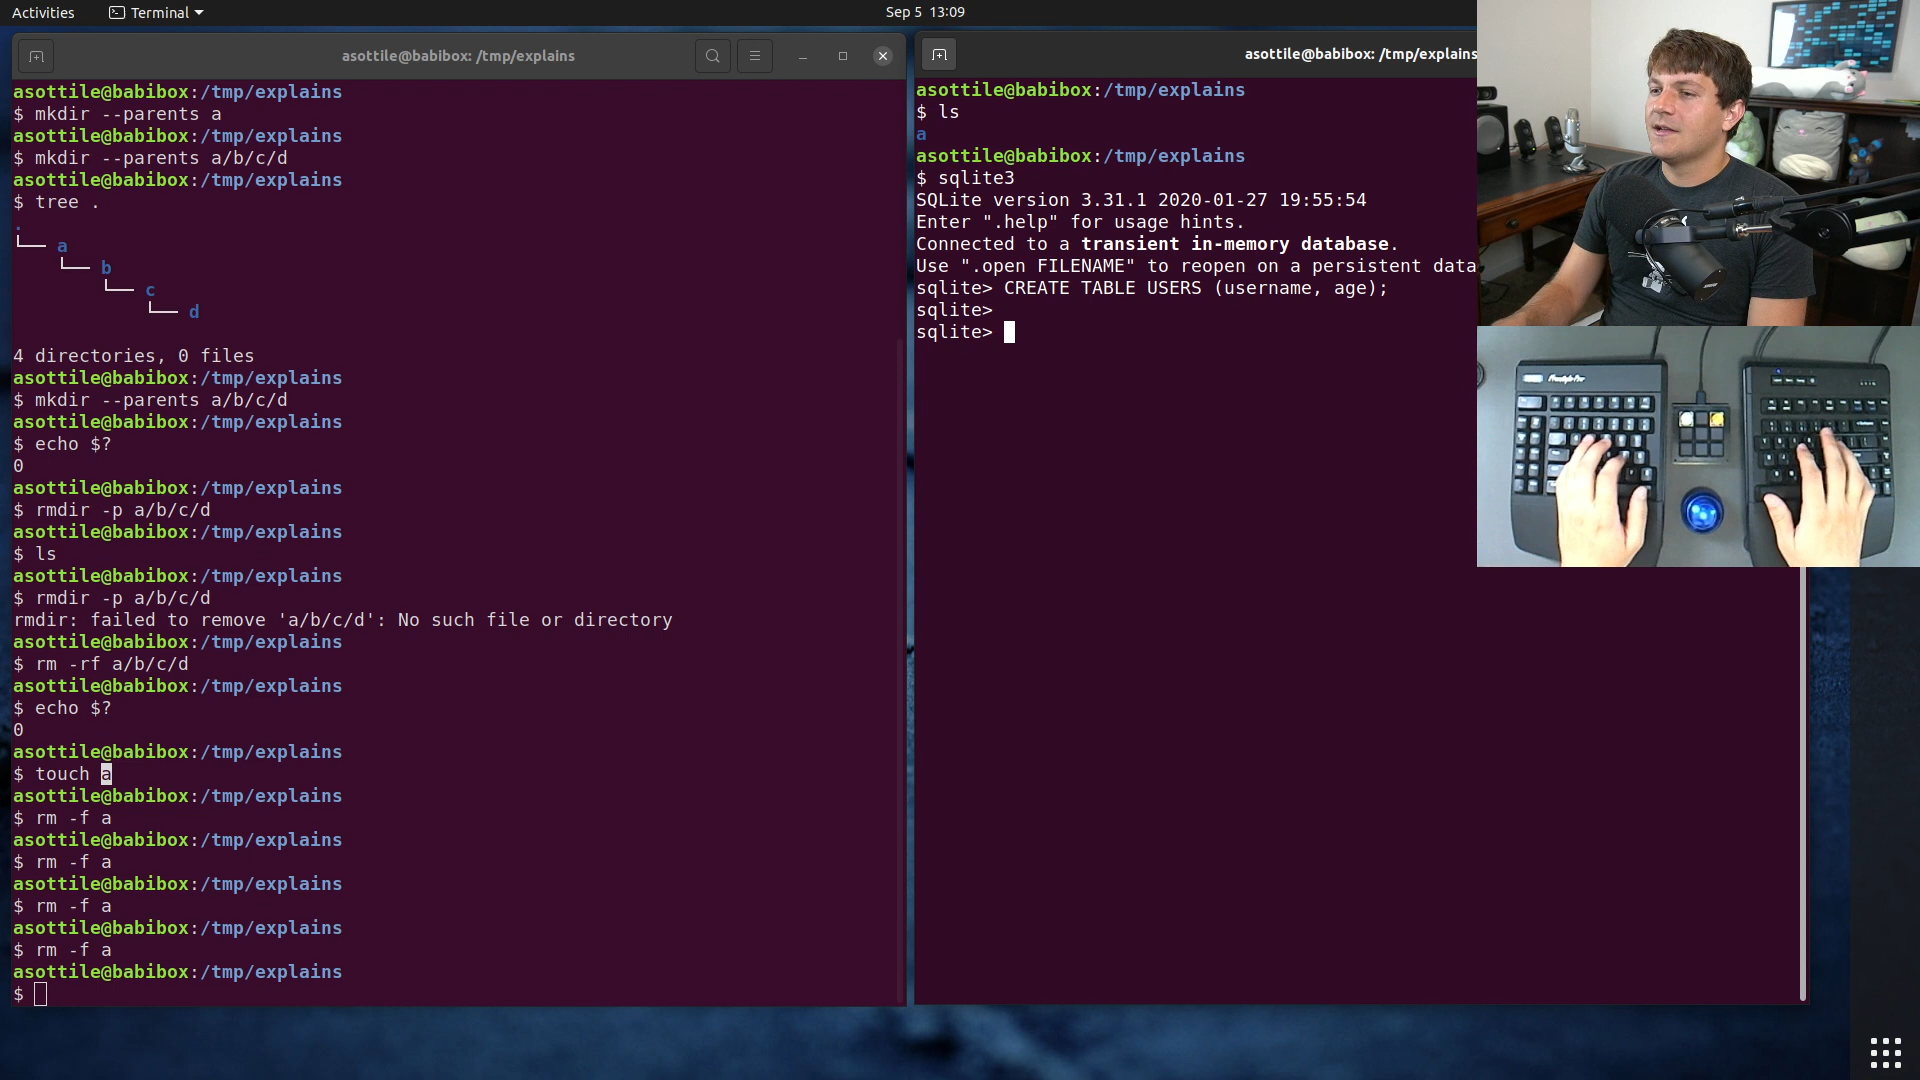 Activities
Terminal
Sep 5 13:09
asottile@babibox: /tmp/explains
asottile@babibox:/tmp/explains
$ mkdir --parents a
asottile@babibox:/tmp/explains
$ mkdir --parents a/b/c/d
asottile@babibox:/tmp/explains
$ tree .
.
└── a
    └── b
        └── c
            └── d
4 directories, 0 files
asottile@babibox:/tmp/explains
$ mkdir --parents a/b/c/d
asottile@babibox:/tmp/explains
$ echo $?
0
asottile@babibox:/tmp/explains
$ rmdir -p a/b/c/d
asottile@babibox:/tmp/explains
$ ls
asottile@babibox:/tmp/explains
$ rmdir -p a/b/c/d
rmdir: failed to remove 'a/b/c/d': No such file or directory
asottile@babibox:/tmp/explains
$ rm -rf a/b/c/d
asottile@babibox:/tmp/explains
$ echo $?
0
asottile@babibox:/tmp/explains
$ touch a
asottile@babibox:/tmp/explains
$ rm -f a
asottile@babibox:/tmp/explains
$ rm -f a
asottile@babibox:/tmp/explains
$ rm -f a
asottile@babibox:/tmp/explains
$ rm -f a
asottile@babibox:/tmp/explains
$
asottile@babibox: /tmp/explains
asottile@babibox:/tmp/explains
$ ls
a
asottile@babibox:/tmp/explains
$ sqlite3
SQLite version 3.31.1 2020-01-27 19:55:54
Enter ".help" for usage hints.
Connected to a transient in-memory database.
Use ".open FILENAME" to reopen on a persistent data
sqlite> CREATE TABLE USERS (username, age);
sqlite>
sqlite>